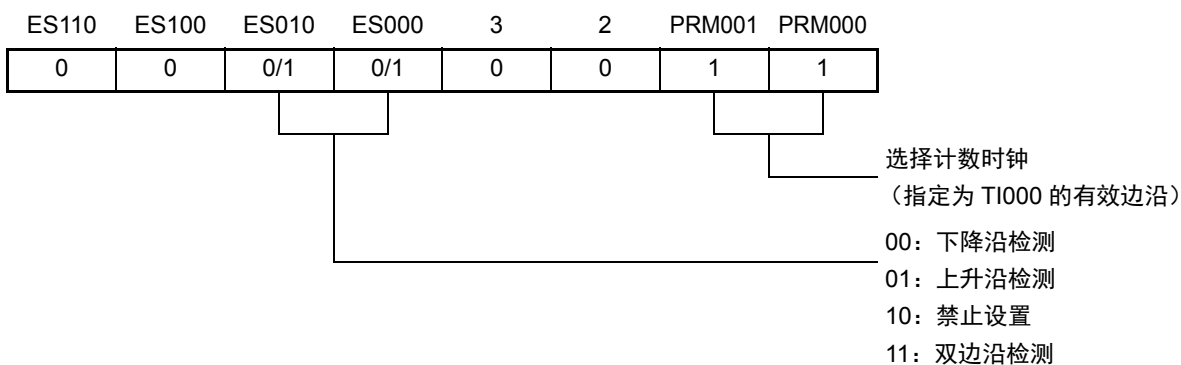 ES110 ES100 ES010 ES000 3 2 PRM001 PRM000
0 0 0/1 0/1 0 0 1 1
选择计数时钟
（指定为 TI000 的有效边沿）
00：下降沿检测
01：上升沿检测
10：禁止设置
11：双边沿检测